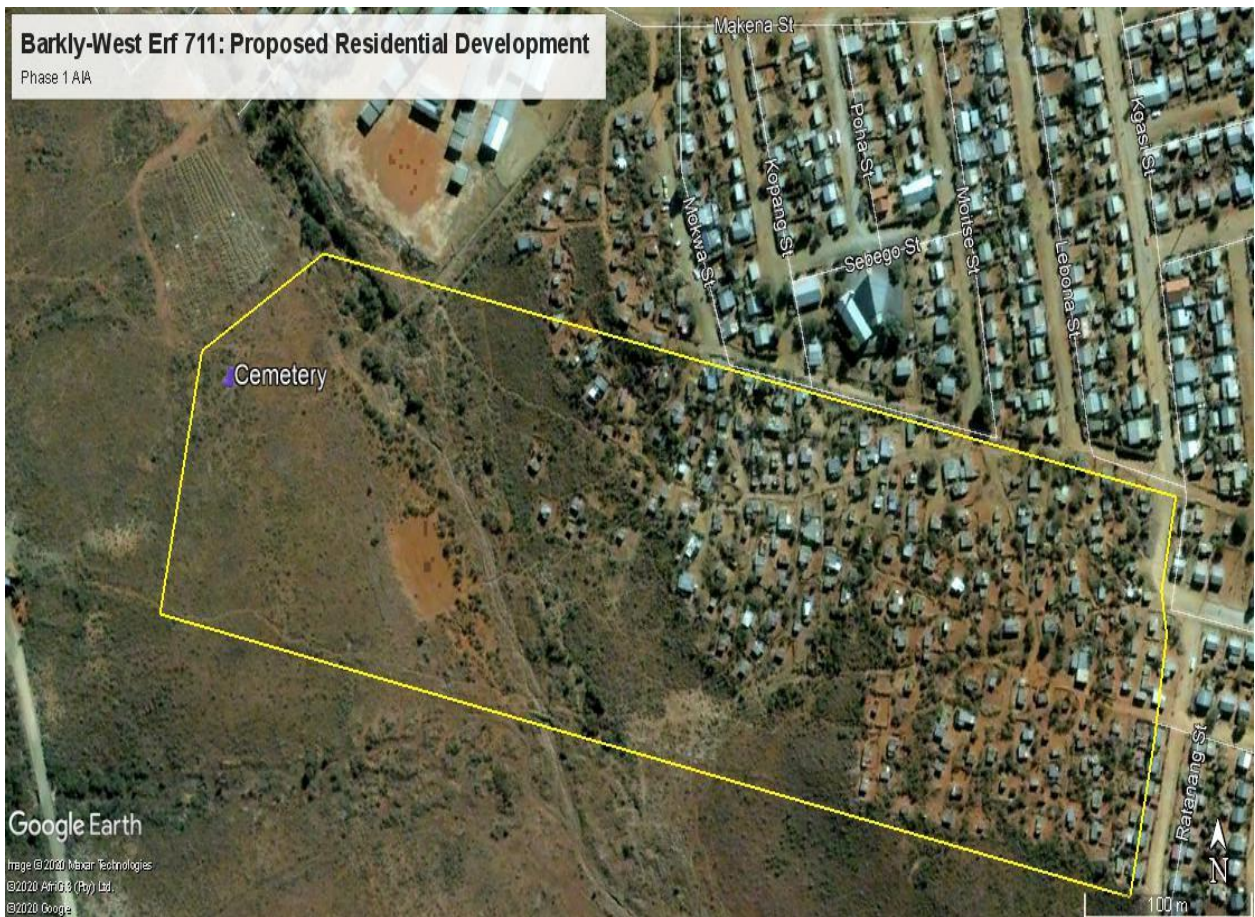 Barkly-West Erf 711: Proposed Residential Development
Phase 1 AIA
Makena St
Kgasi St
Poha St
Kopang St
Mokwa St
Moitse St
Sebego St
Lebona St
Cemetery
Ratanang St
Google Earth
Image © 2020 Maxar Technologies
© 2020 AfriGIS (Pty) Ltd.
© 2020 Google
N
100 m